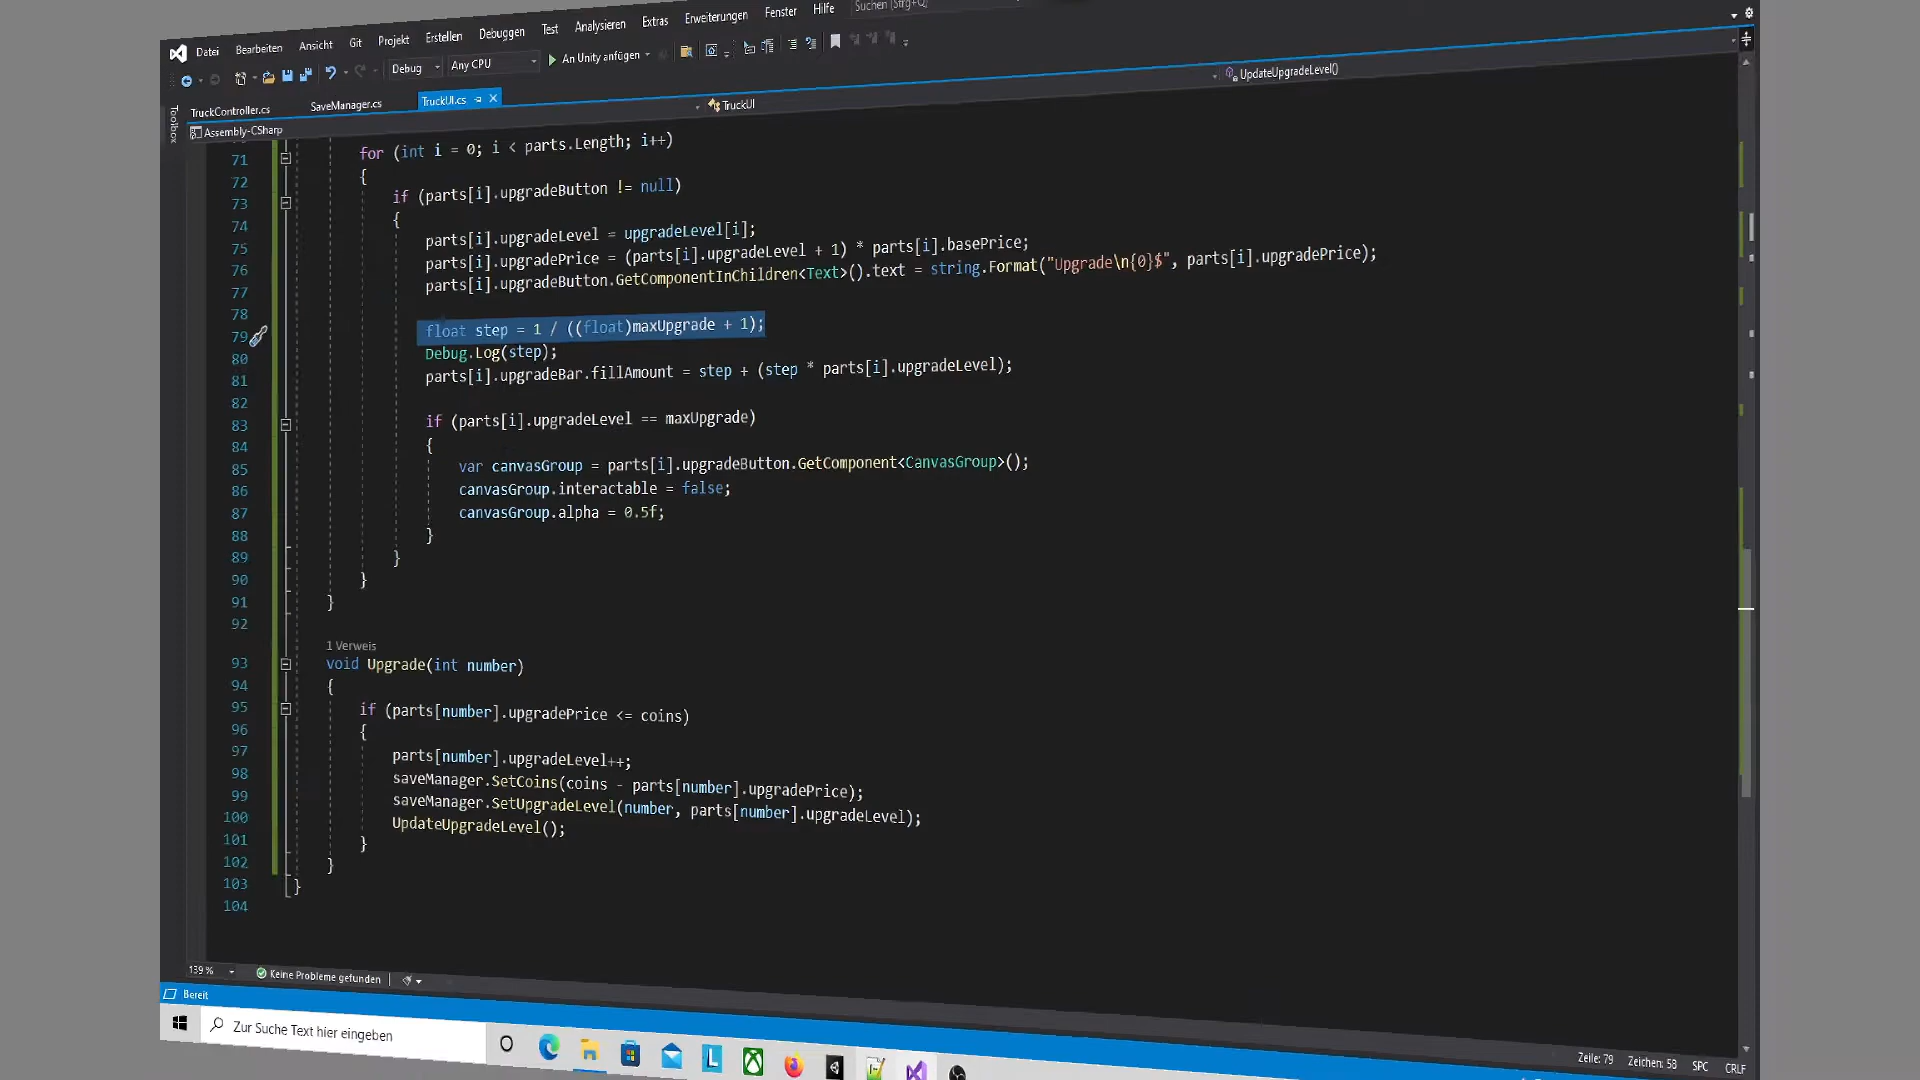 Datei Bearbeiten Ansicht Git Projekt Erstellen Debuggen Test Analysieren Extras Erweiterungen Fenster Hilfe Suchen (Strg+Q)
Debug Any CPU An Unity anfügen
TruckController.cs SaveManager.cs TruckUI.cs
Assembly-CSharp TruckUI UpdateUpgradeLevel()
Toolbox
71 for (int i = 0; i < parts.Length; i++)
72 {
73 if (parts[i].upgradeButton != null)
74 {
75 parts[i].upgradeLevel = upgradeLevel[i];
76 parts[i].upgradePrice = (parts[i].upgradeLevel + 1) * parts[i].basePrice;
77 parts[i].upgradeButton.GetComponentInChildren<Text>().text = string.Format("Upgrade\n{0}$", parts[i].upgradePrice);
78
79 float step = 1 / ((float)maxUpgrade + 1);
80 Debug.Log(step);
81 parts[i].upgradeBar.fillAmount = step + (step * parts[i].upgradeLevel);
82
83 if (parts[i].upgradeLevel == maxUpgrade)
84 {
85 var canvasGroup = parts[i].upgradeButton.GetComponent<CanvasGroup>();
86 canvasGroup.interactable = false;
87 canvasGroup.alpha = 0.5f;
88 }
89 }
90 }
91 }
92
1 Verweis
93 void Upgrade(int number)
94 {
95 if (parts[number].upgradePrice <= coins)
96 {
97 parts[number].upgradeLevel++;
98 saveManager.SetCoins(coins - parts[number].upgradePrice);
99 saveManager.SetUpgradeLevel(number, parts[number].upgradeLevel);
100 UpdateUpgradeLevel();
101 }
102 }
103 }
104
139 % Keine Probleme gefunden
Zeile: 79 Zeichen: 58 SPC CRLF
Bereit
Zur Suche Text hier eingeben